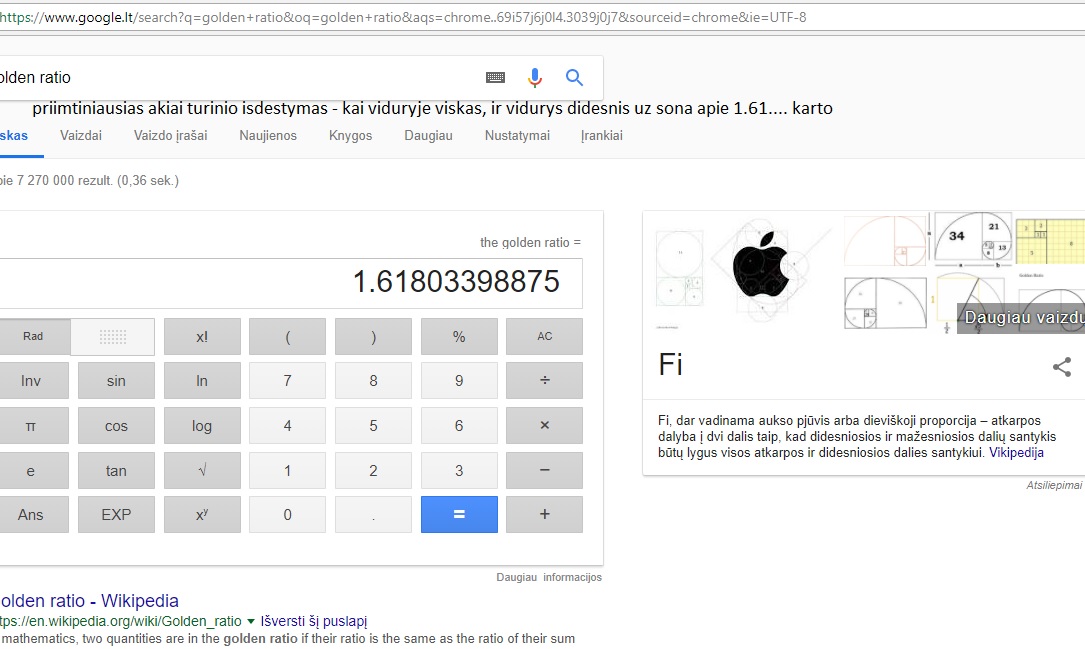 https://www.google.lt/search?q=golden+ratio&oq=golden+ratio&aqs=chrome..69i57j6j0l4.3039j0j7&sourceid=chrome&ie=UTF-8
olden ratio
priimtiniausias akiai turinio isdestymas - kai viduryje viskas, ir vidurys didesnis uz sona apie 1.61.... karto
skas Vaizdai Vaizdo įrašai Naujienos Knygos Daugiau Nustatymai Įrankiai
pie 7 270 000 rezult. (0,36 sek.)
the golden ratio =
1.61803398875
Rad x! ( ) % AC
Inv sin ln 7 8 9 ÷
π cos log 4 5 6 ×
e tan √ 1 2 3 −
Ans EXP xʸ 0 . = +
Daugiau informacijos
34 21 13 8
Daugiau vaizdų
Fi
Fi, dar vadinama aukso pjūvis arba dieviškoji proporcija – atkarpos
dalyba į dvi dalis taip, kad didesniosios ir mažesniosios dalių santykis
būtų lygus visos atkarpos ir didesniosios dalies santykiui. Vikipedija
Atsiliepimai
olden ratio - Wikipedia
tps://en.wikipedia.org/wiki/Golden_ratio ▾ Išversti šį puslapį
mathematics, two quantities are in the golden ratio if their ratio is the same as the ratio of their sum